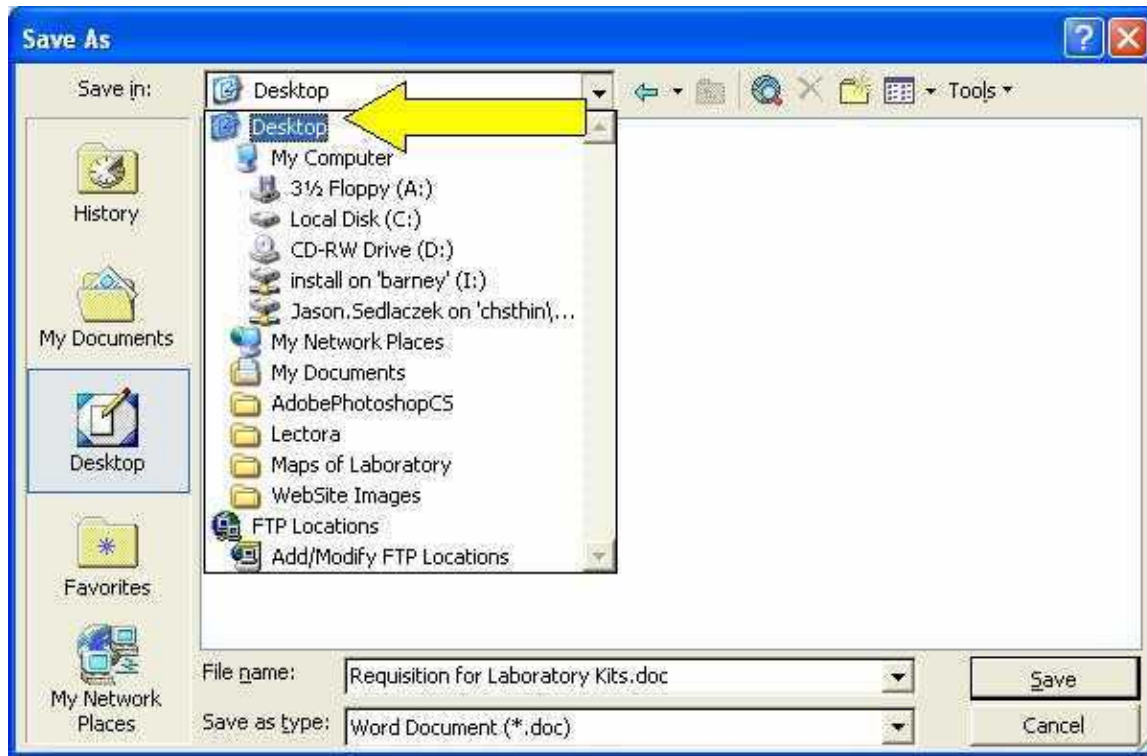 Save As
Save in:
Desktop
Tools
Desktop
My Computer
3½ Floppy (A:)
Local Disk (C:)
CD-RW Drive (D:)
install on 'barney' (I:)
Jason.Sedlaczek on 'chsthin\,...
My Network Places
My Documents
AdobePhotoshopCS
Lectora
Maps of Laboratory
WebSite Images
FTP Locations
Add/Modify FTP Locations
History
My Documents
Desktop
Favorites
My Network
Places
File name:
Requisition for Laboratory Kits.doc
Save
Save as type:
Word Document (*.doc)
Cancel